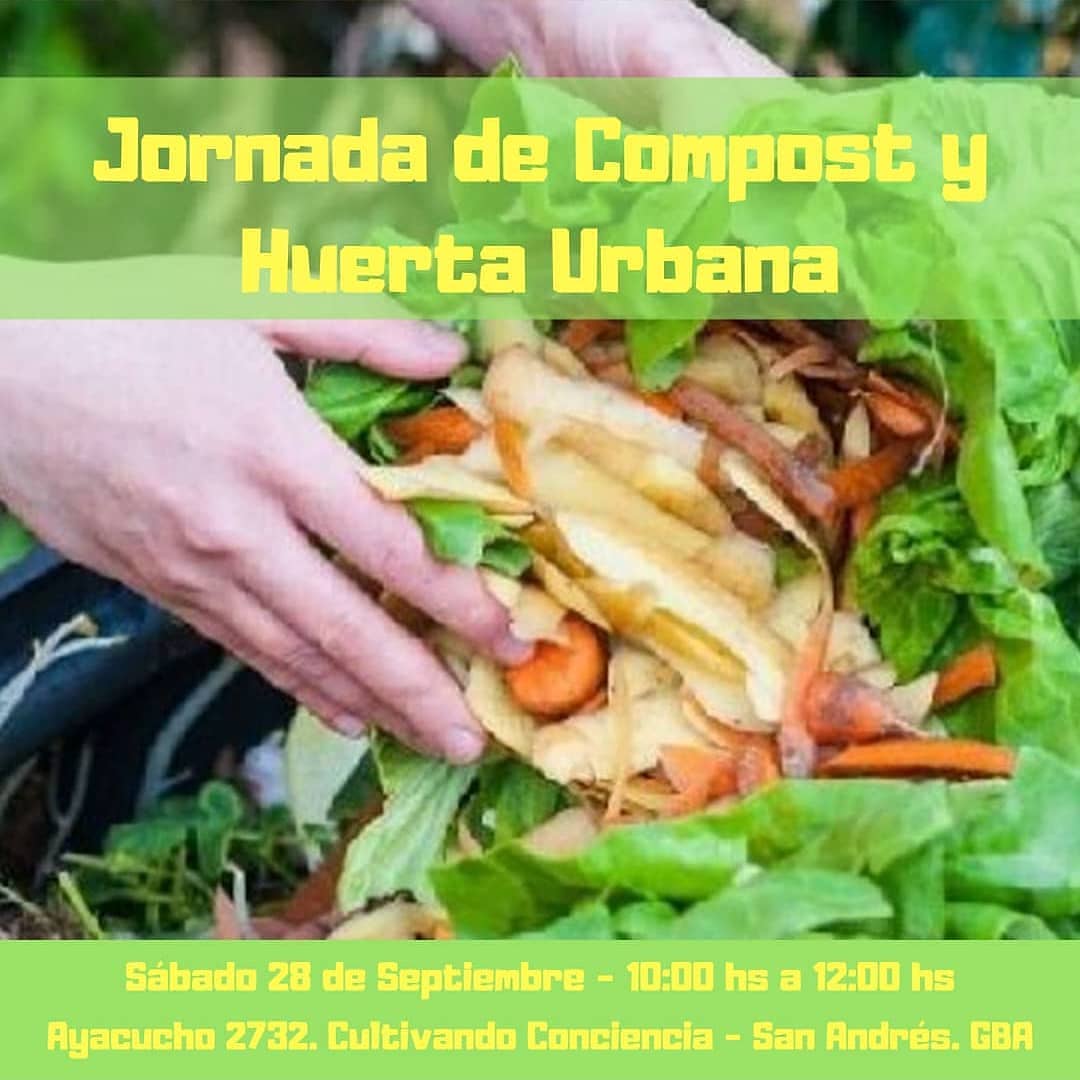 Jornada de Compost y
Huerta Urbana
Sábado 28 de Septiembre - 10:00 hs a 12:00 hs
Ayacucho 2732. Cultivando Conciencia - San Andrés. GBA